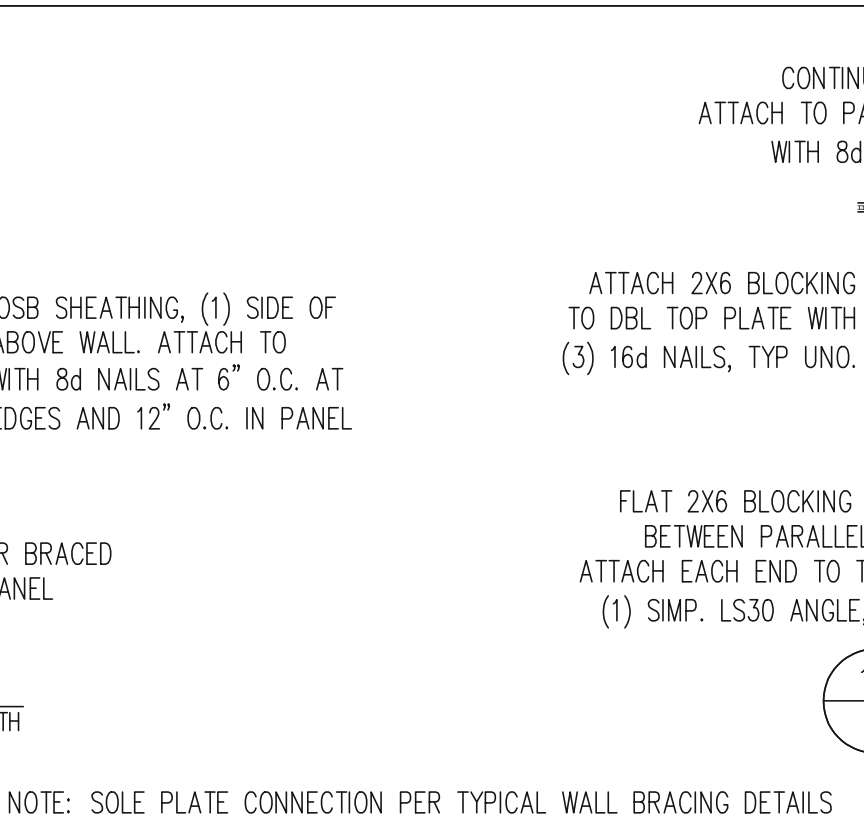 OSB SHEATHING, (1) SIDE OF
ABOVE WALL. ATTACH TO
WITH 8d NAILS AT 6" O.C. AT
EDGES AND 12" O.C. IN PANEL
BRACED
TH
CONTINU
ATTACH TO PA
WITH 8d
ATTACH 2X6 BLOCKING
TO DBL TOP PLATE WITH
(3) 16d NAILS, TYP UNO.
FLAT 2X6 BLOCKING
BETWEEN PARALLEL
ATTACH EACH END TO T
(1) SIMP. LS30 ANGLE,
NOTE: SOLE PLATE CONNECTION PER TYPICAL WALL BRACING DETAILS